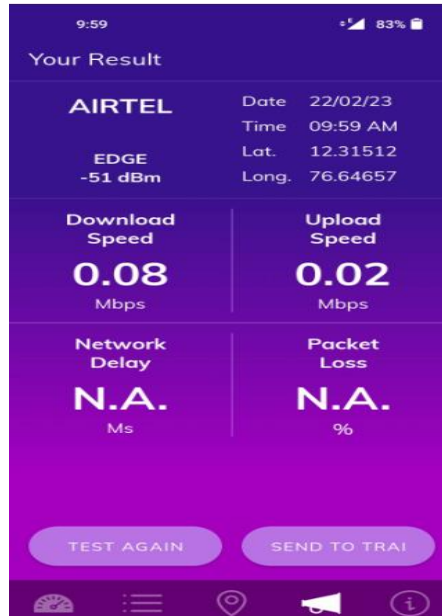 9:59
E
83%
Your Result
AIRTEL
EDGE
-51 dBm
Date 22/02/23
Time 09:59 AM
Lat. 12.31512
Long. 76.64657
Download
Speed
0.08
Mbps
Upload
Speed
0.02
Mbps
Network
Delay
N.A.
Ms
Packet
Loss
N.A.
%
TEST AGAIN
SEND TO TRAI